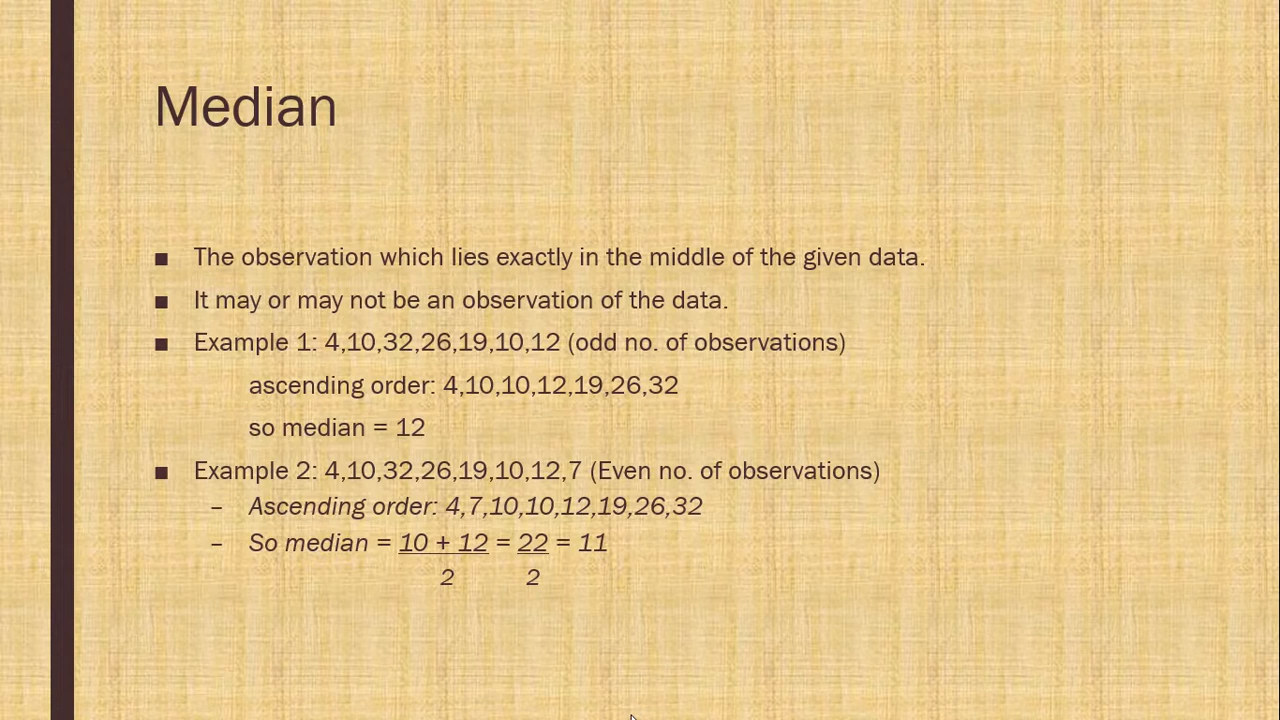 Median
■ The observation which lies exactly in the middle of the given data.
■ It may or may not be an observation of the data.
■ Example 1: 4,10,32,26,19,10,12 (odd no. of observations)
ascending order: 4,10,10,12,19,26,32
so median = 12
■ Example 2: 4,10,32,26,19,10,12,7 (Even no. of observations)
– Ascending order: 4,7,10,10,12,19,26,32
– So median = 10 + 12 = 22 = 11
2 2